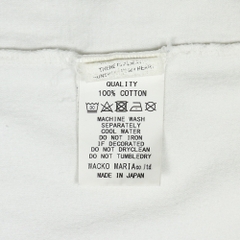 QUALITY
100% COTTON
MACHINE WASH
SEPARATELY
COOL WATER
DO NOT IRON
IF DECORATED
DO NOT DRYCLEAN
DO NOT TUMBLEDRY
WACKO MARIA co/ltd
MADE IN JAPAN